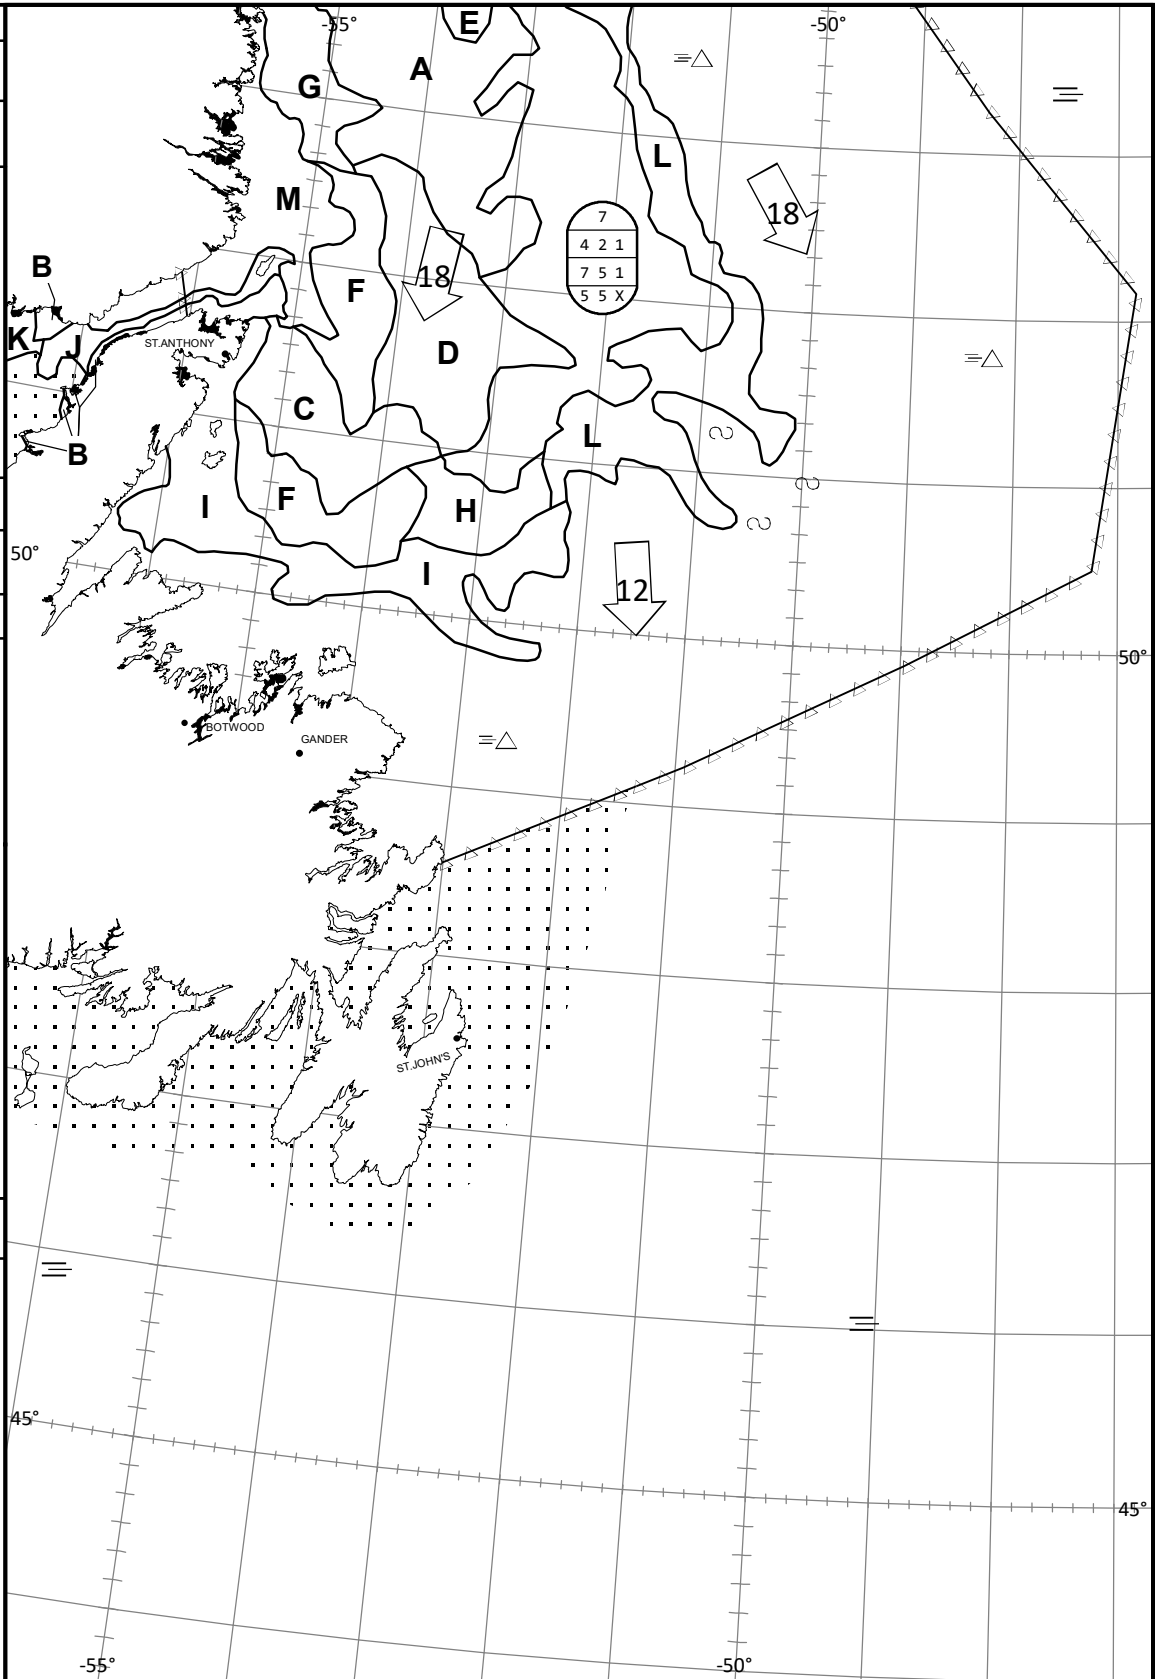 -55°
E
-50°
A
G
L
M
18
7
4 2 1
7 5 1
5 5 X
B
18
F
K
J
ST.ANTHONY
D
C
L
B
I
F
H
50°
I
12
50°
BOTWOOD
GANDER
ST.JOHN'S
45°
45°
-55°
-50°